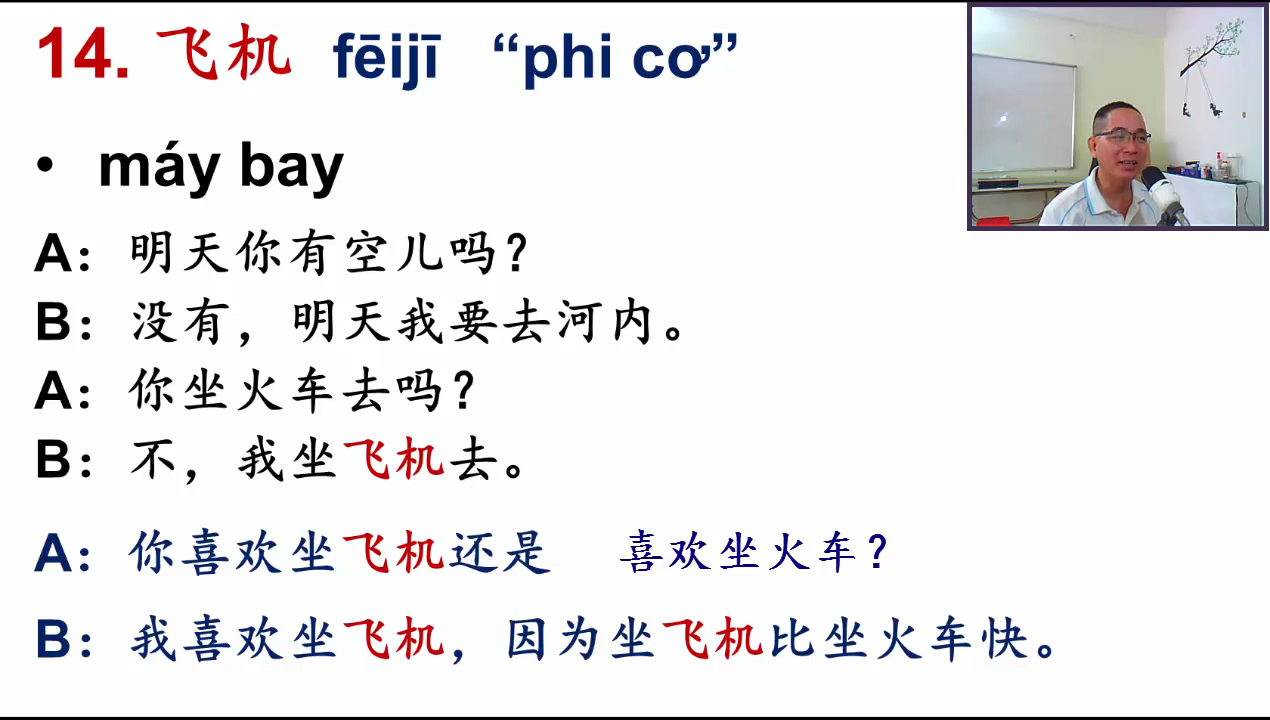 14. 飞机 fēijī “phi cơ”
• máy bay
A：明天你有空儿吗？
B：没有，明天我要去河内。
A：你坐火车去吗？
B：不，我坐飞机去。
A：你喜欢坐飞机还是 喜欢坐火车？
B：我喜欢坐飞机，因为坐飞机比坐火车快。